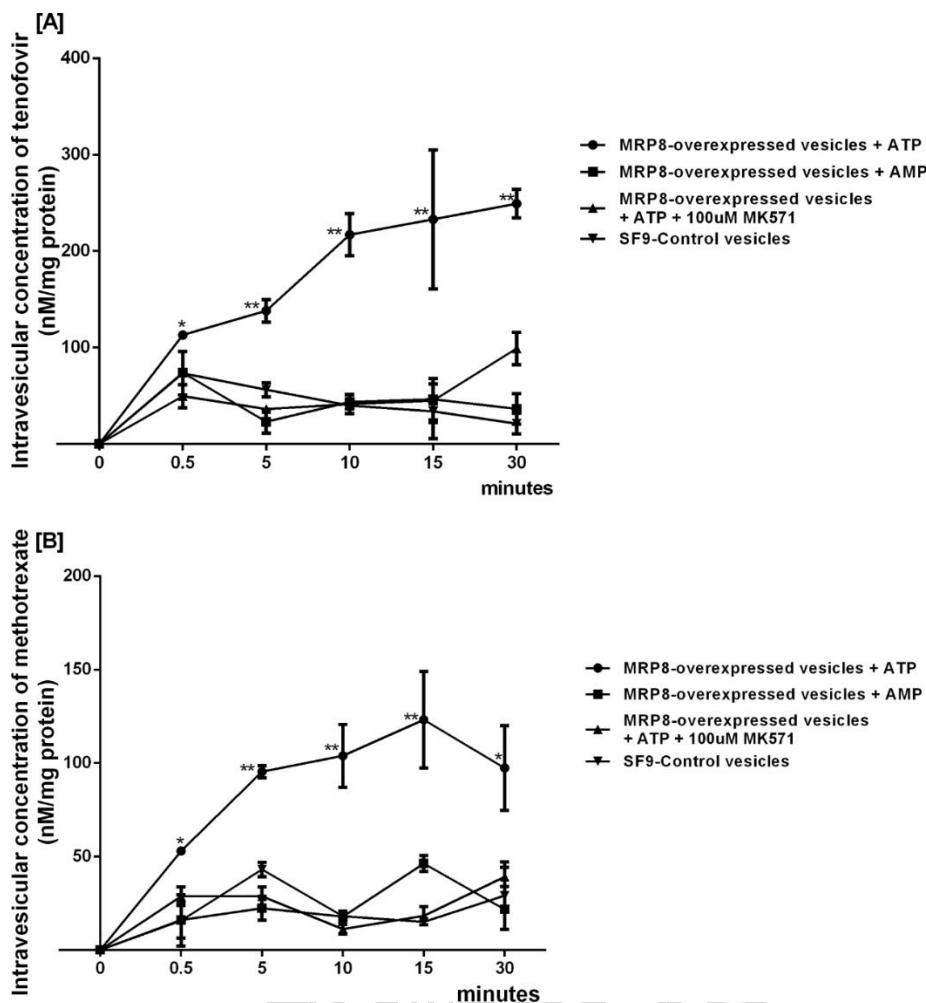 [A]
Intravesicular concentration of tenofovir
(nM/mg protein)
400
300
200
100
*
**
**
**
**
0
0.5
5
10
15
30
minutes
MRP8-overexpressed vesicles + ATP
MRP8-overexpressed vesicles + AMP
MRP8-overexpressed vesicles
+ ATP + 100uM MK571
SF9-Control vesicles
[B]
Intravesicular concentration of methotrexate
(nM/mg protein)
200
150
100
50
*
**
**
**
*
0
0.5
5
10
15
30
minutes
MRP8-overexpressed vesicles + ATP
MRP8-overexpressed vesicles + AMP
MRP8-overexpressed vesicles
+ ATP + 100uM MK571
SF9-Control vesicles